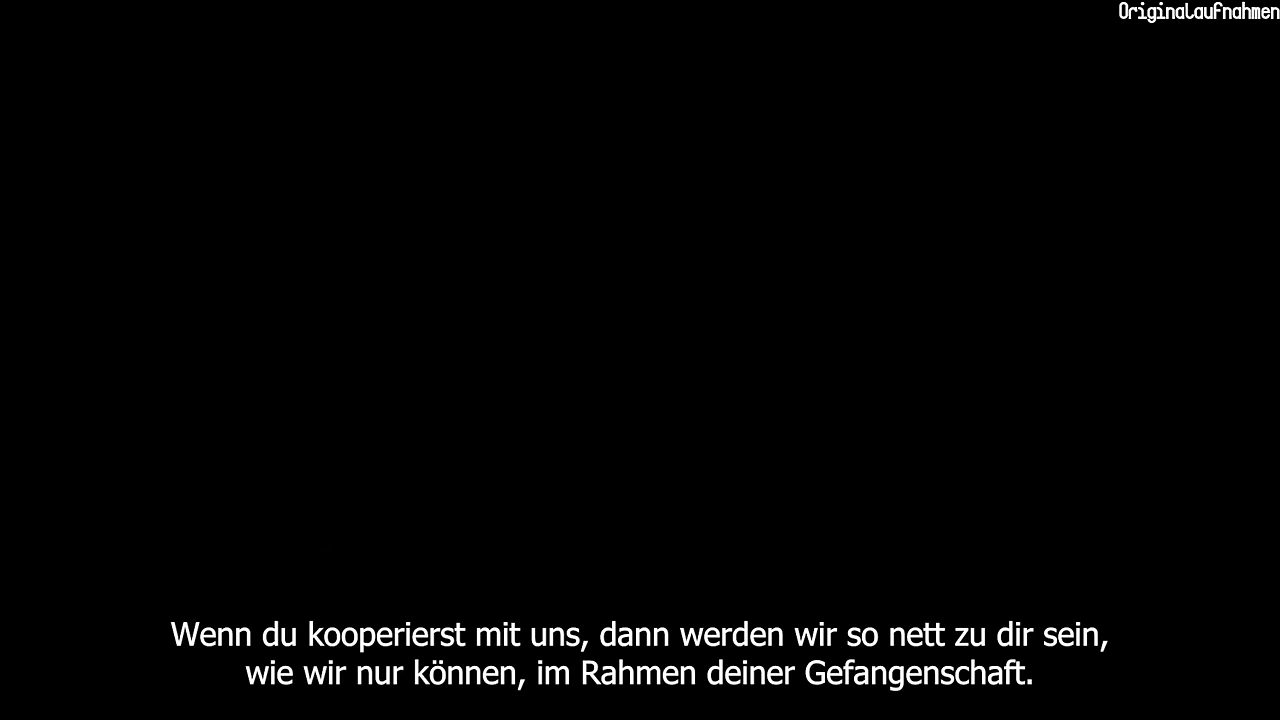 Originalaufnahmen
Wenn du kooperierst mit uns, dann werden wir so nett zu dir sein,
wie wir nur können, im Rahmen deiner Gefangenschaft.